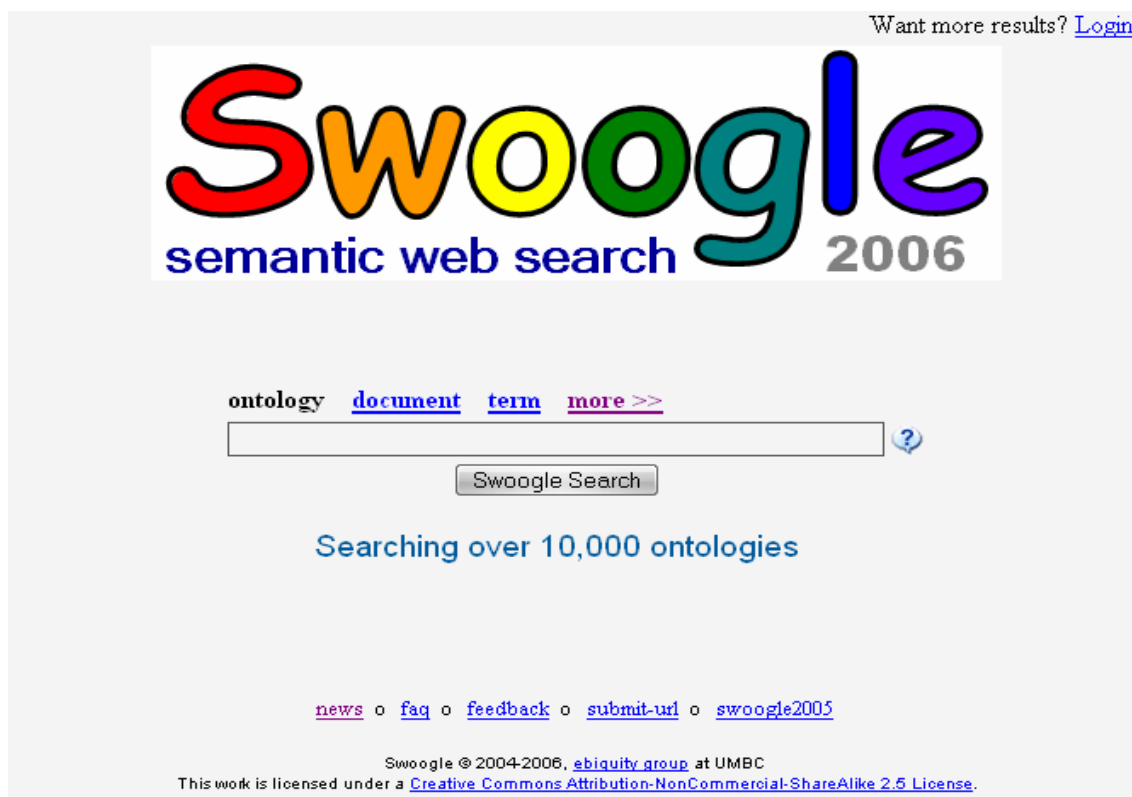 Want more results? Login
Swoogle
semantic web search 2006
ontology document term more >>
?
Swoogle Search
Searching over 10,000 ontologies
news o faq o feedback o submit-url o swoogle2005
Swoogle © 2004-2006, ebiquity group at UMBC
This work is licensed under a Creative Commons Attribution-NonCommercial-ShareAlike 2.5 License.